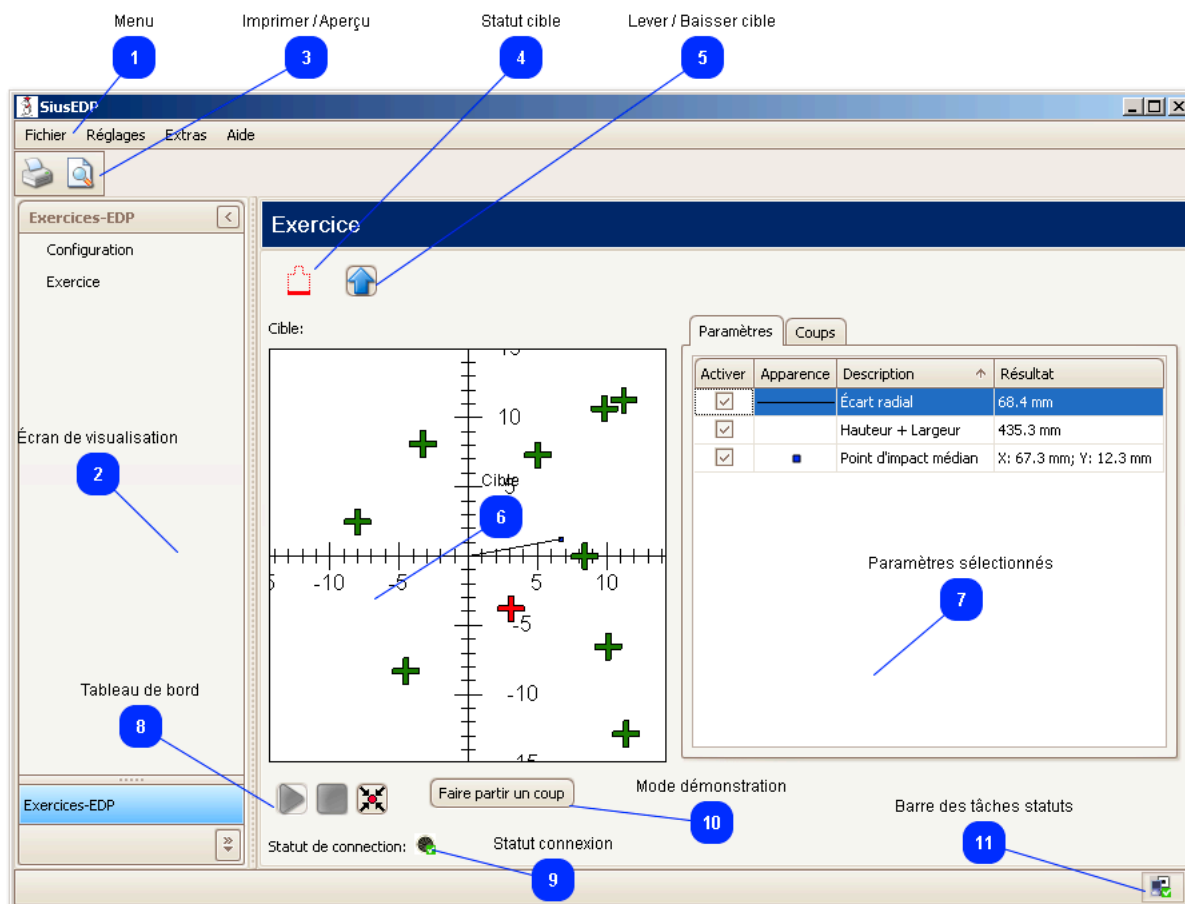 Menu
Imprimer / Aperçu
Statut cible
Lever / Baisser cible
1
3
4
5
SiusEDP
Fichier Réglages Extras Aide
Exercices-EDP
Configuration
Exercice
Exercice
Cible:
Paramètres Coups
Activer Apparence Description Résultat
Écart radial 68.4 mm
Hauteur + Largeur 435.3 mm
Point d'impact médian X: 67.3 mm; Y: 12.3 mm
15
10
5
5 -10 -5 5 10
-5
-10
-15
Écran de visualisation
2
Cible
6
Paramètres sélectionnés
7
Tableau de bord
8
Exercices-EDP
Faire partir un coup
Mode démonstration
10
Barre des tâches statuts
11
Statut de connection:
Statut connexion
9